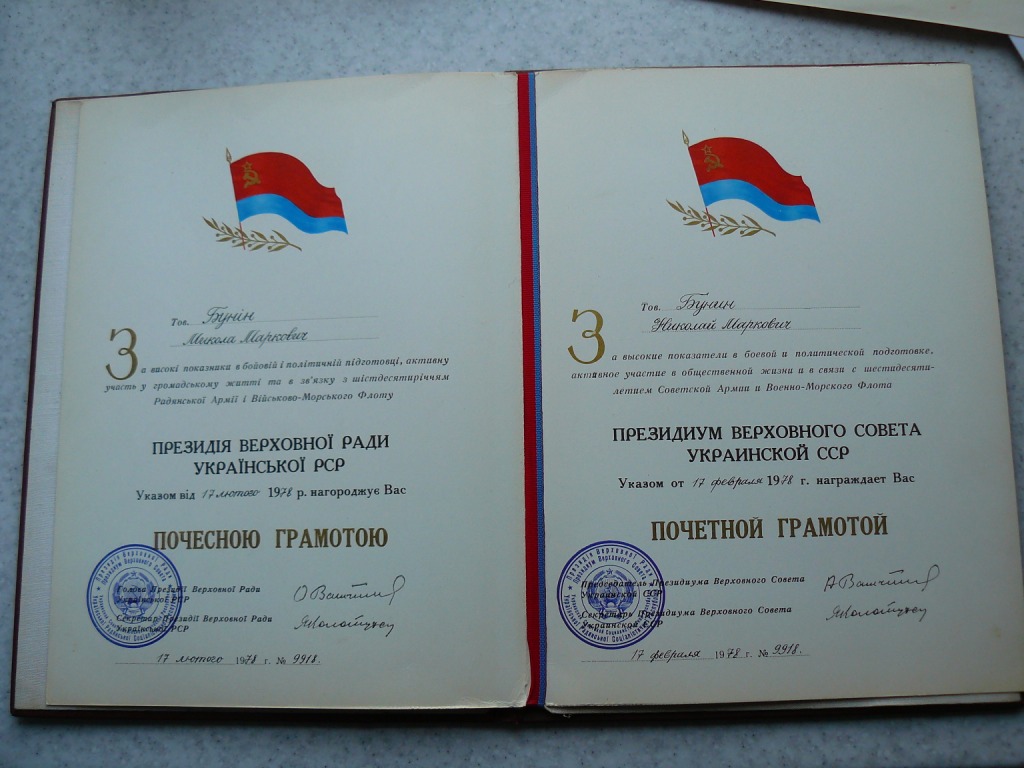 Тов. Бунін
Микола Маркович
За високі показники в бойовій і політичній підготовці, активну
участь у громадському житті та в зв'язку з шістдесятиріччям
Радянської Армії і Військово-Морського Флоту
ПРЕЗИДІЯ ВЕРХОВНОЇ РАДИ
УКРАЇНСЬКОЇ РСР
Указом від 17 лютого 1978 р. нагороджує Вас
ПОЧЕСНОЮ ГРАМОТОЮ
Голова Президії Верховної Ради
Української РСР
Секретар Президії Верховної Ради
Української РСР
17 лютого 1978 г. № 9918.
Тов. Бунин
Николай Маркович
За высокие показатели в боевой и политической подготовке,
активное участие в общественной жизни и в связи с шестидесяти-
летием Советской Армии и Военно-Морского Флота
ПРЕЗИДИУМ ВЕРХОВНОГО СОВЕТА
УКРАИНСКОЙ ССР
Указом от 17 февраля 1978 г. награждает Вас
ПОЧЕТНОЙ ГРАМОТОЙ
Председатель Президиума Верховного Совета
Украинской ССР
Секретарь Президиума Верховного Совета
Украинской ССР
17 февраля 1978 г. № 9918.